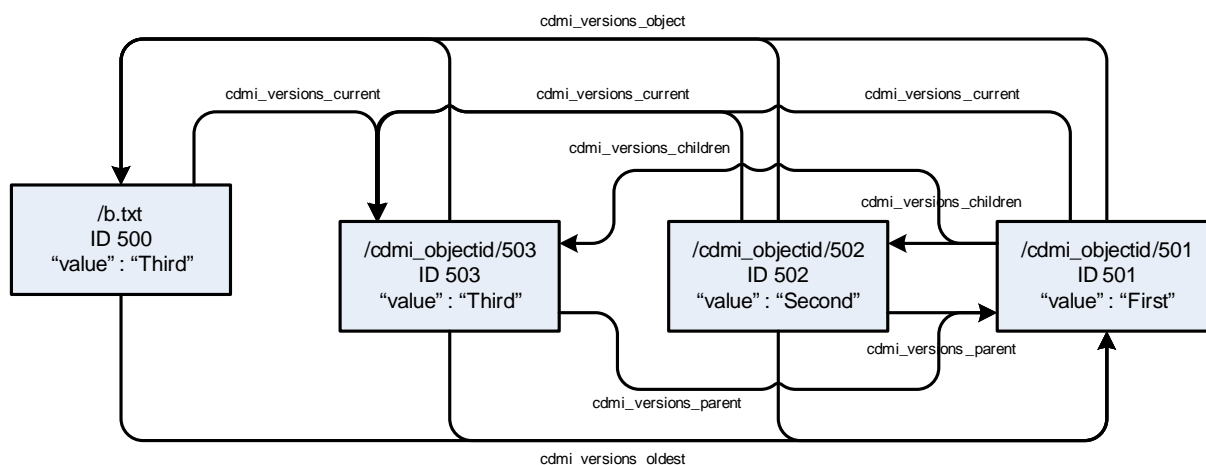 cdmi_versions_object
cdmi_versions_current
cdmi_versions_current
cdmi_versions_current
cdmi_versions_children
cdmi_versions_children
/b.txt
ID 500
“value” : “Third”
/cdmi_objectid/503
ID 503
“value” : “Third”
/cdmi_objectid/502
ID 502
“value” : “Second”
/cdmi_objectid/501
ID 501
“value” : “First”
cdmi_versions_parent
cdmi_versions_parent
cdmi_versions_oldest